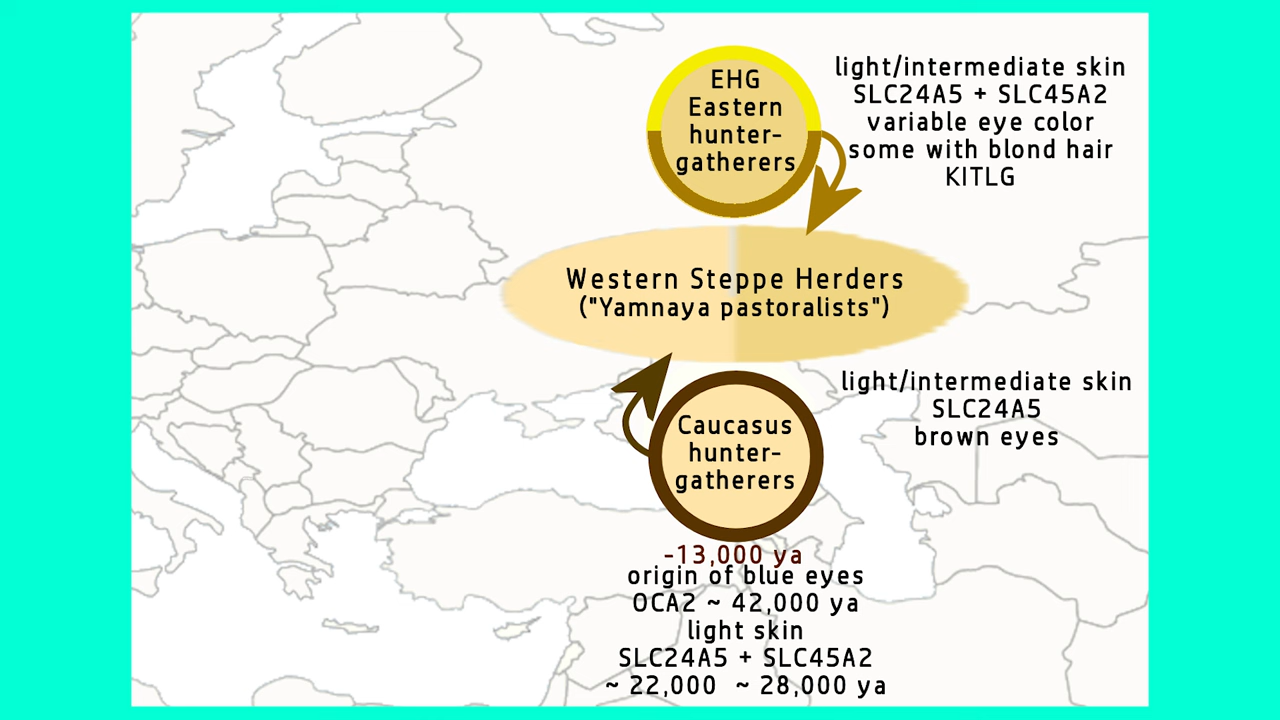 EHG
Eastern
hunter-
gatherers
light/intermediate skin
SLC24A5 + SLC45A2
variable eye color
some with blond hair
KITLG
Western Steppe Herders
("Yamnaya pastoralists")
light/intermediate skin
SLC24A5
brown eyes
Caucasus
hunter-
gatherers
-13,000 ya
origin of blue eyes
OCA2 ~ 42,000 ya
light skin
SLC24A5 + SLC45A2
~ 22,000 ~ 28,000 ya